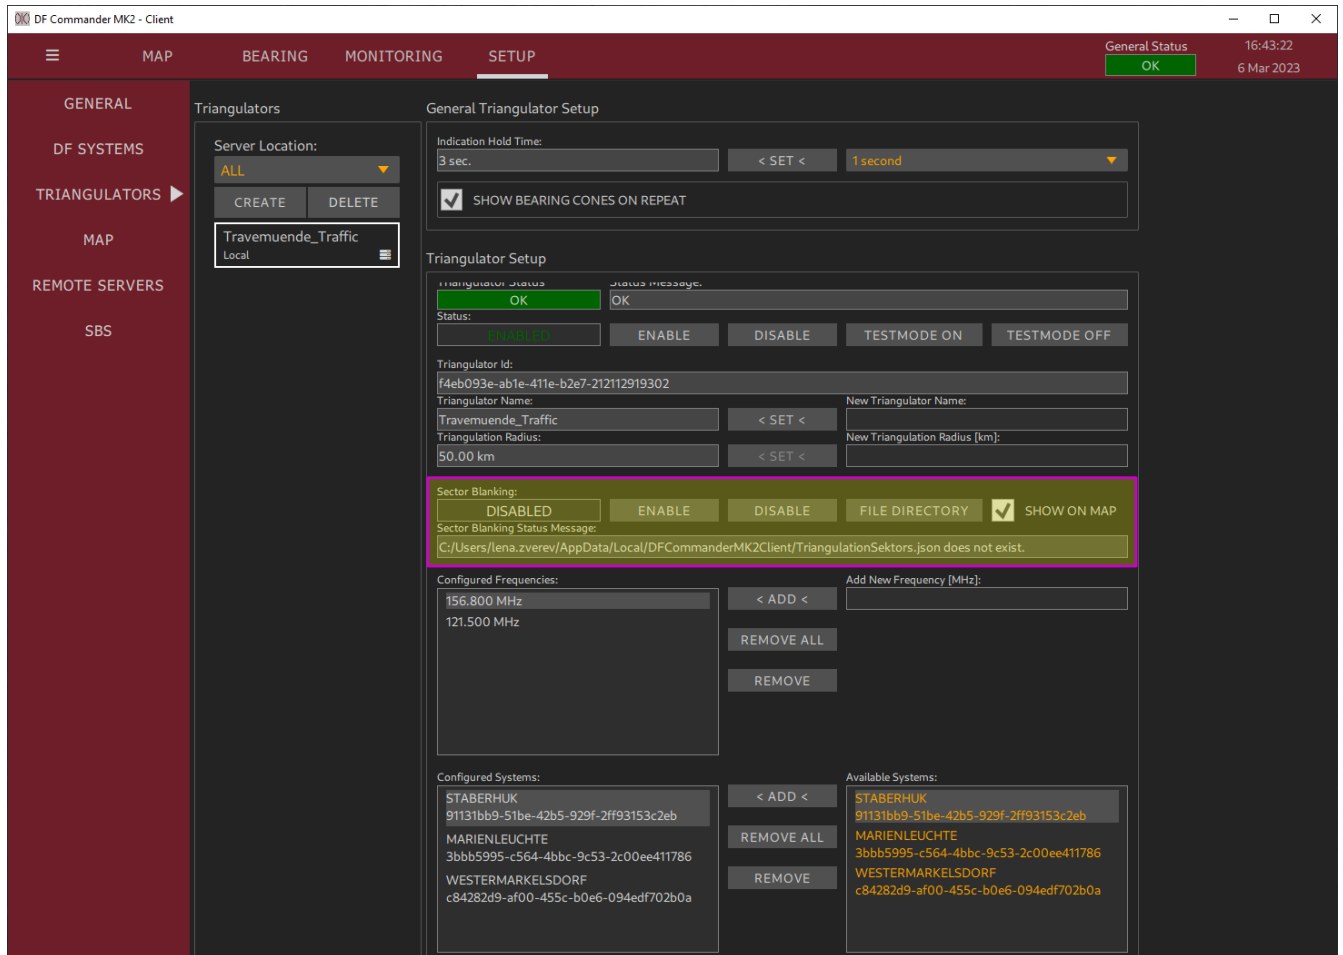 DF Commander MK2 - Client
MAP BEARING MONITORING SETUP
General Status
OK
16:43:22
6 Mar 2023
GENERAL
DF SYSTEMS
TRIANGULATORS
MAP
REMOTE SERVERS
SBS
Triangulators
Server Location:
ALL
CREATE DELETE
Travemuende_Traffic
Local
General Triangulator Setup
Indication Hold Time:
3 sec. < SET < 1 second
SHOW BEARING CONES ON REPEAT
Triangulator Setup
Triangulator Status Status Message:
OK OK
Status:
ENABLED ENABLE DISABLE TESTMODE ON TESTMODE OFF
Triangulator Id:
f4eb093e-ab1e-411e-b2e7-212112919302
Triangulator Name: New Triangulator Name:
Travemuende_Traffic < SET <
Triangulation Radius: New Triangulation Radius [km]:
50.00 km < SET <
Sector Blanking:
DISABLED ENABLE DISABLE FILE DIRECTORY SHOW ON MAP
Sector Blanking Status Message:
C:/Users/lena.zverev/AppData/Local/DFCommanderMK2Client/TriangulationSektors.json does not exist.
Configured Frequencies: Add New Frequency [MHz]:
156.800 MHz < ADD <
121.500 MHz
REMOVE ALL
REMOVE
Configured Systems: Available Systems:
STABERHUK < ADD < STABERHUK
91131bb9-51be-42b5-929f-2ff93153c2eb 91131bb9-51be-42b5-929f-2ff93153c2eb
MARIENLEUCHTE REMOVE ALL MARIENLEUCHTE
3bbb5995-c564-4bbc-9c53-2c00ee411786 3bbb5995-c564-4bbc-9c53-2c00ee411786
WESTERMARKELSDORF REMOVE WESTERMARKELSDORF
c84282d9-af00-455c-b0e6-094edf702b0a c84282d9-af00-455c-b0e6-094edf702b0a